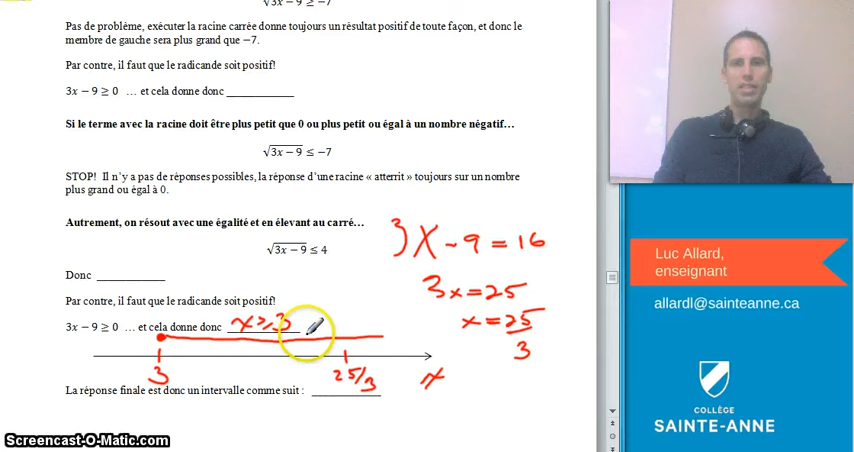 √3x − 9 ≥ −7
Pas de problème, exécuter la racine carrée donne toujours un résultat positif de toute façon, et donc le
membre de gauche sera plus grand que −7.
Par contre, il faut que le radicande soit positif!
3x − 9 ≥ 0 … et cela donne donc ____________
Si le terme avec la racine doit être plus petit que 0 ou plus petit ou égal à un nombre négatif…
√3x − 9 ≤ −7
STOP! Il n'y a pas de réponses possibles, la réponse d'une racine « atterrit » toujours sur un nombre
plus grand ou égal à 0.
Autrement, on résout avec une égalité et en élevant au carré…
√3x − 9 ≤ 4
Donc ____________
Par contre, il faut que le radicande soit positif!
3x − 9 ≥ 0 … et cela donne donc x ≥ 3
3
25/3
x
La réponse finale est donc un intervalle comme suit : ____________
3x - 9 = 16
3x = 25
x = 25
3
Luc Allard,
enseignant
allardl@sainteanne.ca
COLLÈGE
SAINTE-ANNE
Screencast-O-Matic.com